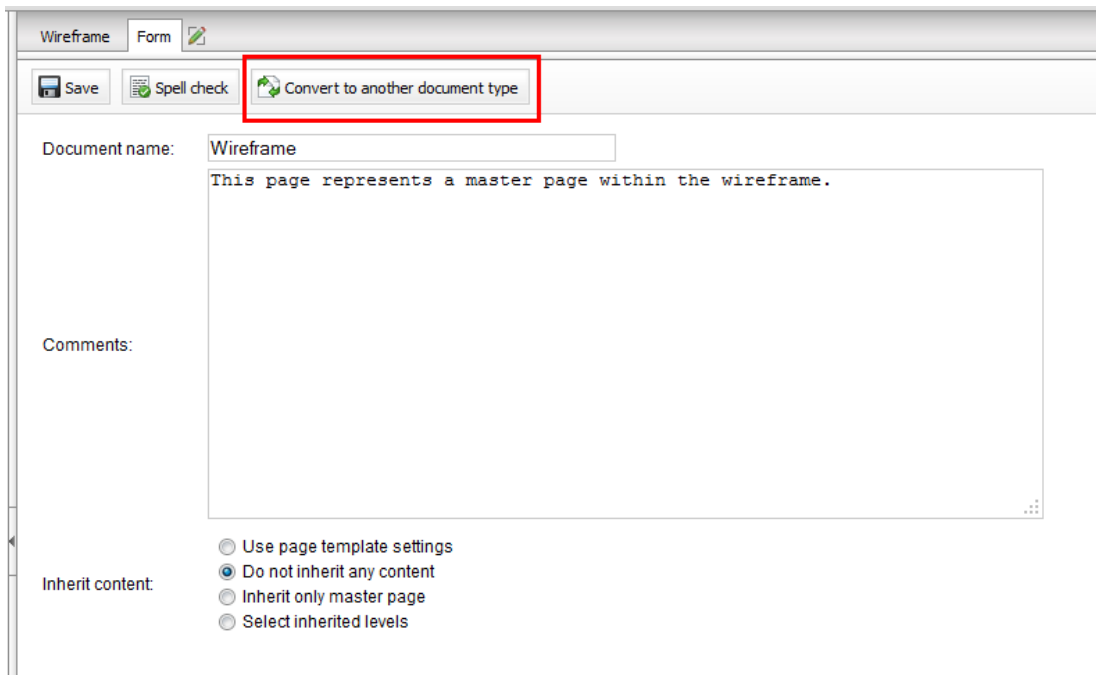 Wireframe Form
Save Spell check Convert to another document type
Document name: Wireframe
This page represents a master page within the wireframe.
Comments:
Use page template settings
Do not inherit any content
Inherit content:
Inherit only master page
Select inherited levels